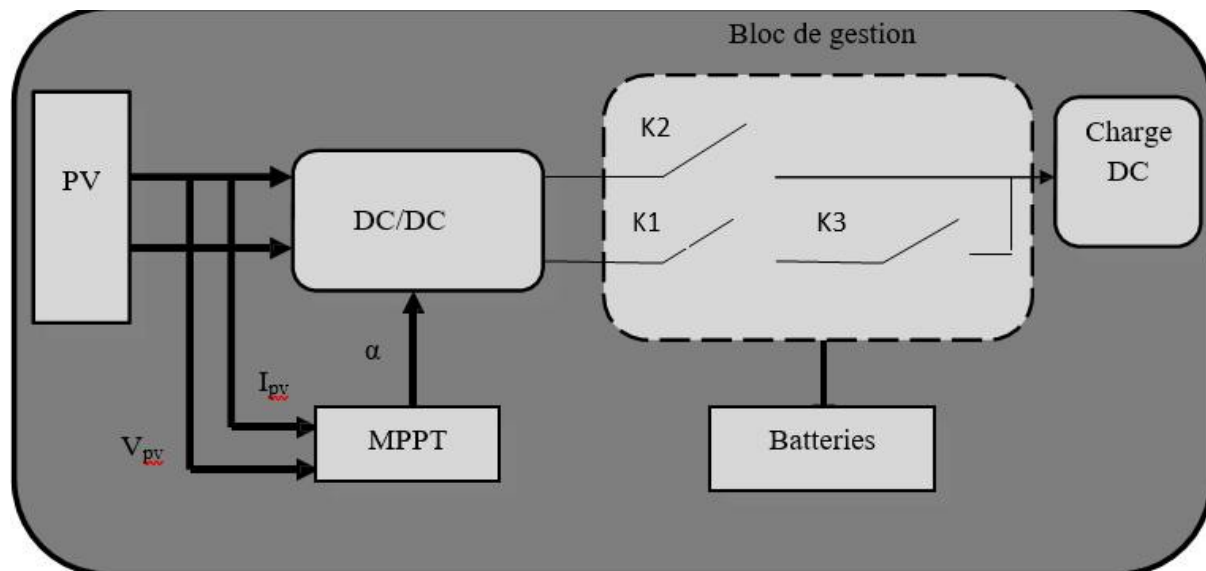 Bloc de gestion
PV
DC/DC
K2
K1
K3
Charge
DC
α
Ipv
Vpv
MPPT
Batteries